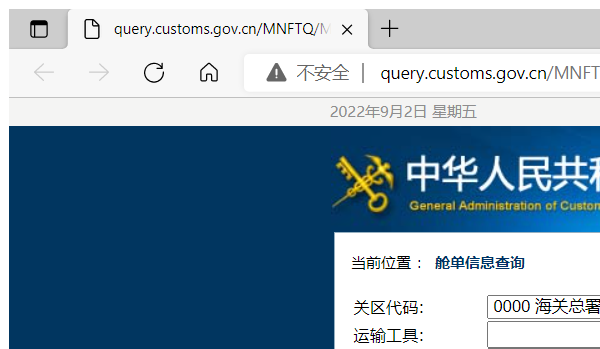 query.customs.gov.cn/MNFTQ/
不安全 | query.customs.gov.cn/MNFT
2022年9月2日 星期五
中华人民共和
General Administration of Custo
当前位置： 舱单信息查询
关区代码: 0000 海关总署
运输工具: